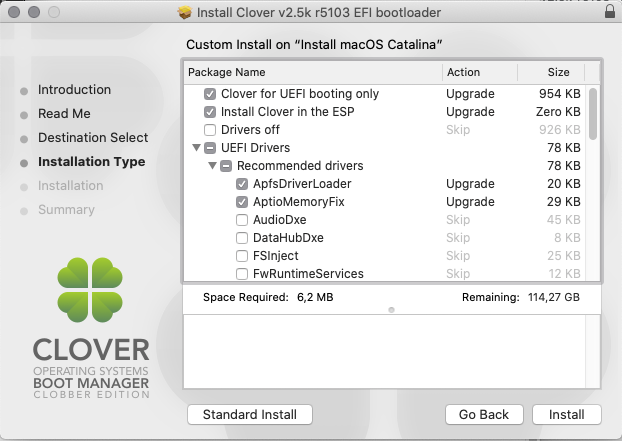 Install Clover v2.5k r5103 EFI bootloader
Custom Install on “Install macOS Catalina”
Introduction
Read Me
Destination Select
Installation Type
Installation
Summary
Package Name Action Size
Clover for UEFI booting only Upgrade 954 KB
Install Clover in the ESP Upgrade Zero KB
Drivers off Skip 926 KB
UEFI Drivers 78 KB
Recommended drivers 78 KB
ApfsDriverLoader Upgrade 20 KB
AptioMemoryFix Upgrade 29 KB
AudioDxe Skip 45 KB
DataHubDxe Skip 8 KB
FSInject Skip 25 KB
FwRuntimeServices Skip 12 KB
Space Required: 6,2 MB Remaining: 114,27 GB
CLOVER
OPERATING SYSTEMS
BOOT MANAGER
CLOBBER EDITION
Standard Install Go Back Install